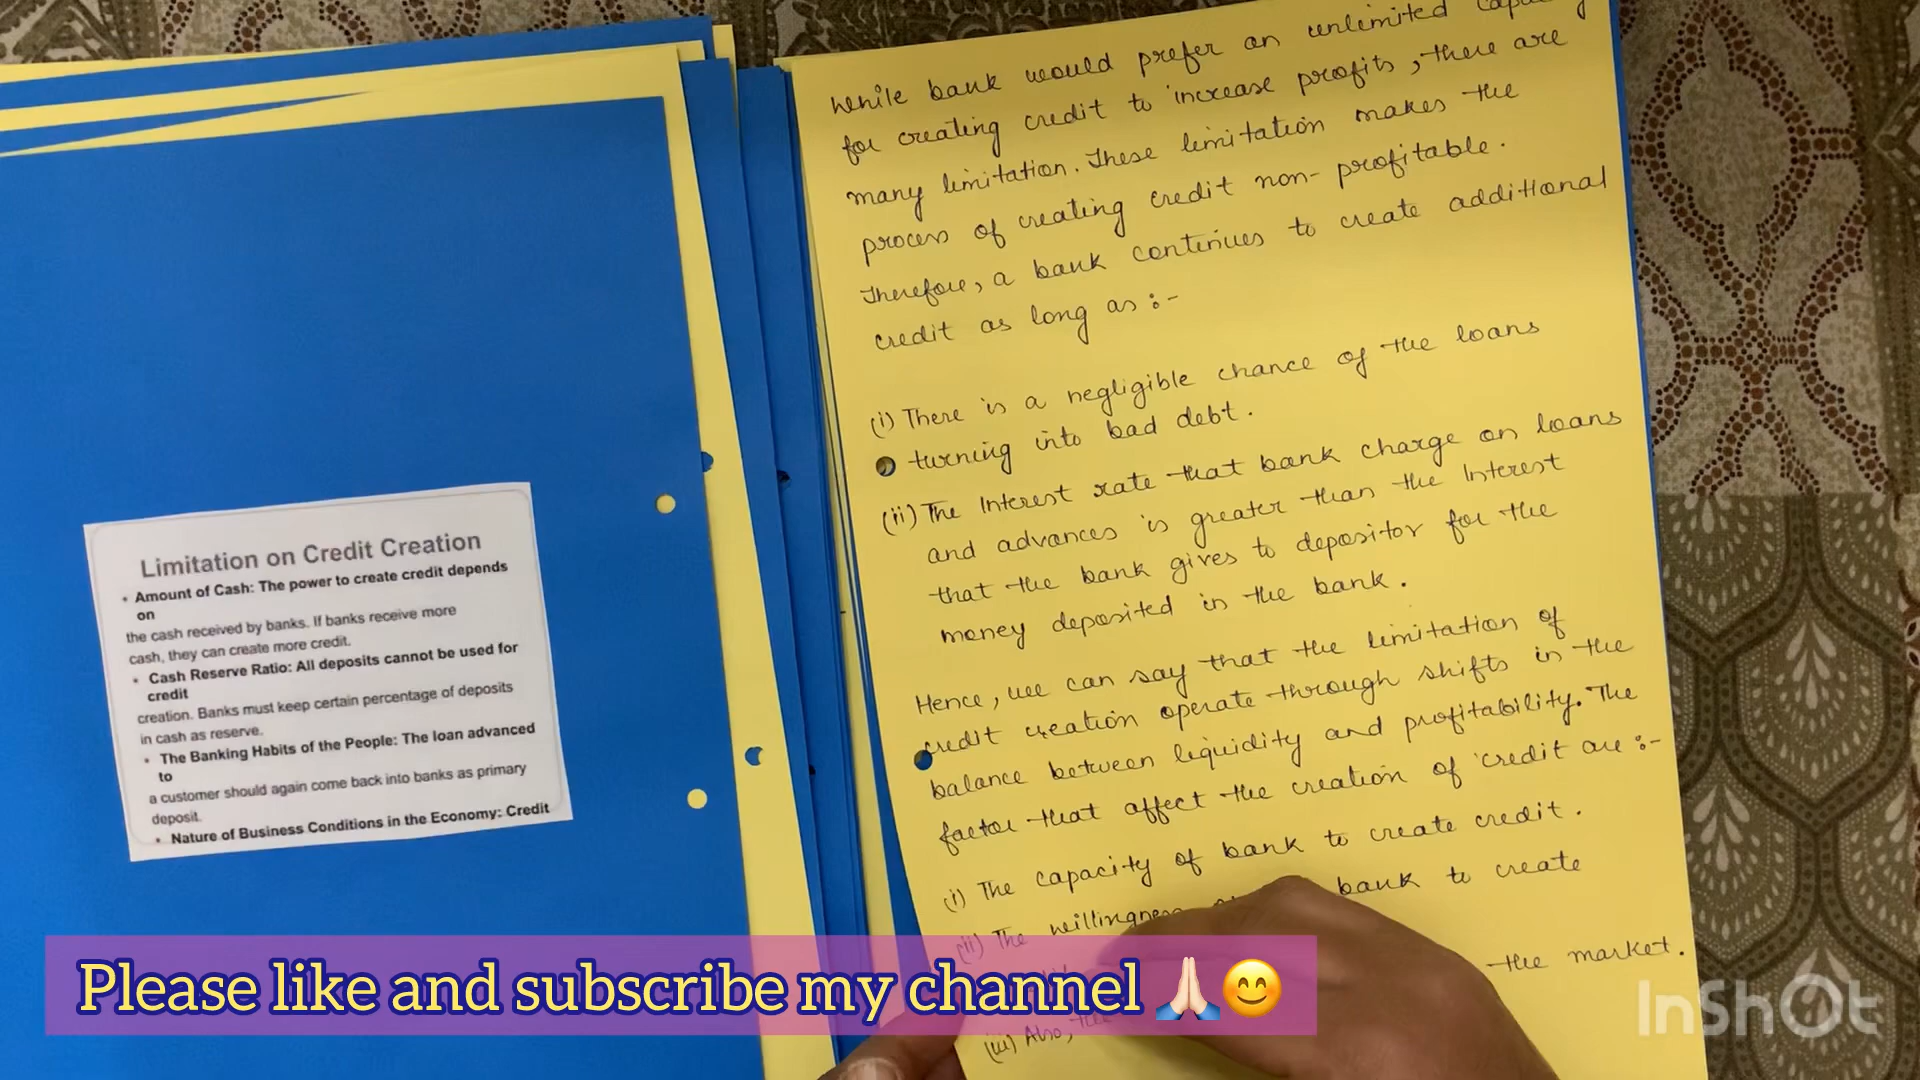 Limitation on Credit Creation
• Amount of Cash: The power to create credit depends
on
the cash received by banks. If banks receive more
cash, they can create more credit.
• Cash Reserve Ratio: All deposits cannot be used for
credit
creation. Banks must keep certain percentage of deposits
in cash as reserve.
• The Banking Habits of the People: The loan advanced
to
a customer should again come back into banks as primary
deposit.
• Nature of Business Conditions in the Economy: Credit
While bank would prefer an unlimited
for creating credit to increase profits, there are
many limitation. These limitation makes the
process of creating credit non-profitable.
Therefore, a bank continues to create additional
credit as long as :-
(i) There is a negligible chance of the loans
turning into bad debt.
(ii) The Interest rate that bank charge on loans
and advances is greater than the Interest
that the bank gives to depositor for the
money deposited in the bank.
Hence, we can say that the limitation of
credit creation operate through shifts in the
balance between liquidity and profitability. The
factor that affect the creation of credit are :-
(i) The capacity of bank to create credit.
(ii) The willingness bank to create
the market.
(iii) Also, the
Please like and subscribe my channel 🙏🏻😊
InShOt